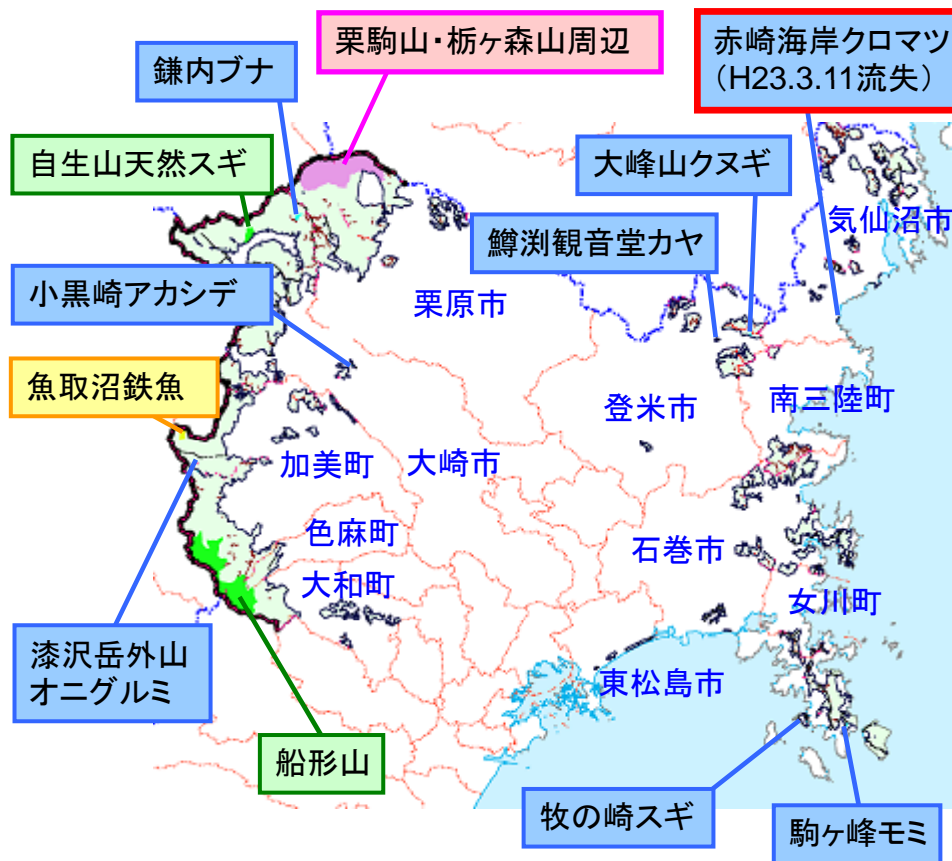 栗駒山・栃ヶ森山周辺
赤崎海岸クロマツ
（H23.3.11流失）
鎌内ブナ
自生山天然スギ
大峰山クヌギ
気仙沼市
鱒渕観音堂カヤ
小黒崎アカシデ
栗原市
魚取沼鉄魚
登米市
南三陸町
加美町
大崎市
色麻町
石巻市
大和町
女川町
漆沢岳外山
オニグルミ
東松島市
船形山
牧の崎スギ
駒ヶ峰モミ